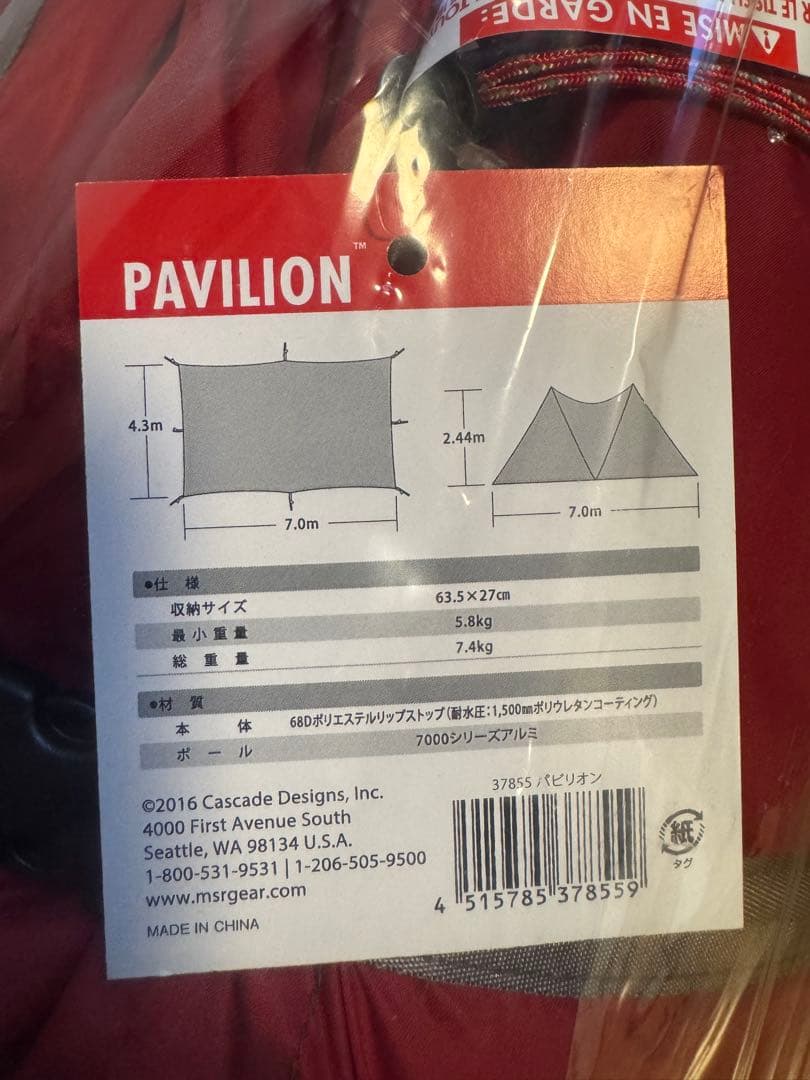 MISE EN GARDE:
PAVILION™
4.3m
7.0m
2.44m
7.0m
●仕 様
収納サイズ 63.5×27cm
最小重量 5.8kg
総重量 7.4kg
●材 質
本 体 68Dポリエステルリップストップ(耐水圧:1,500mmポリウレタンコーティング)
ポ ー ル 7000シリーズアルミ
©2016 Cascade Designs, Inc.
4000 First Avenue South
Seattle, WA 98134 U.S.A.
1-800-531-9531 | 1-206-505-9500
www.msrgear.com
MADE IN CHINA
37855 パビリオン
4 515785 378559
紙
タグ